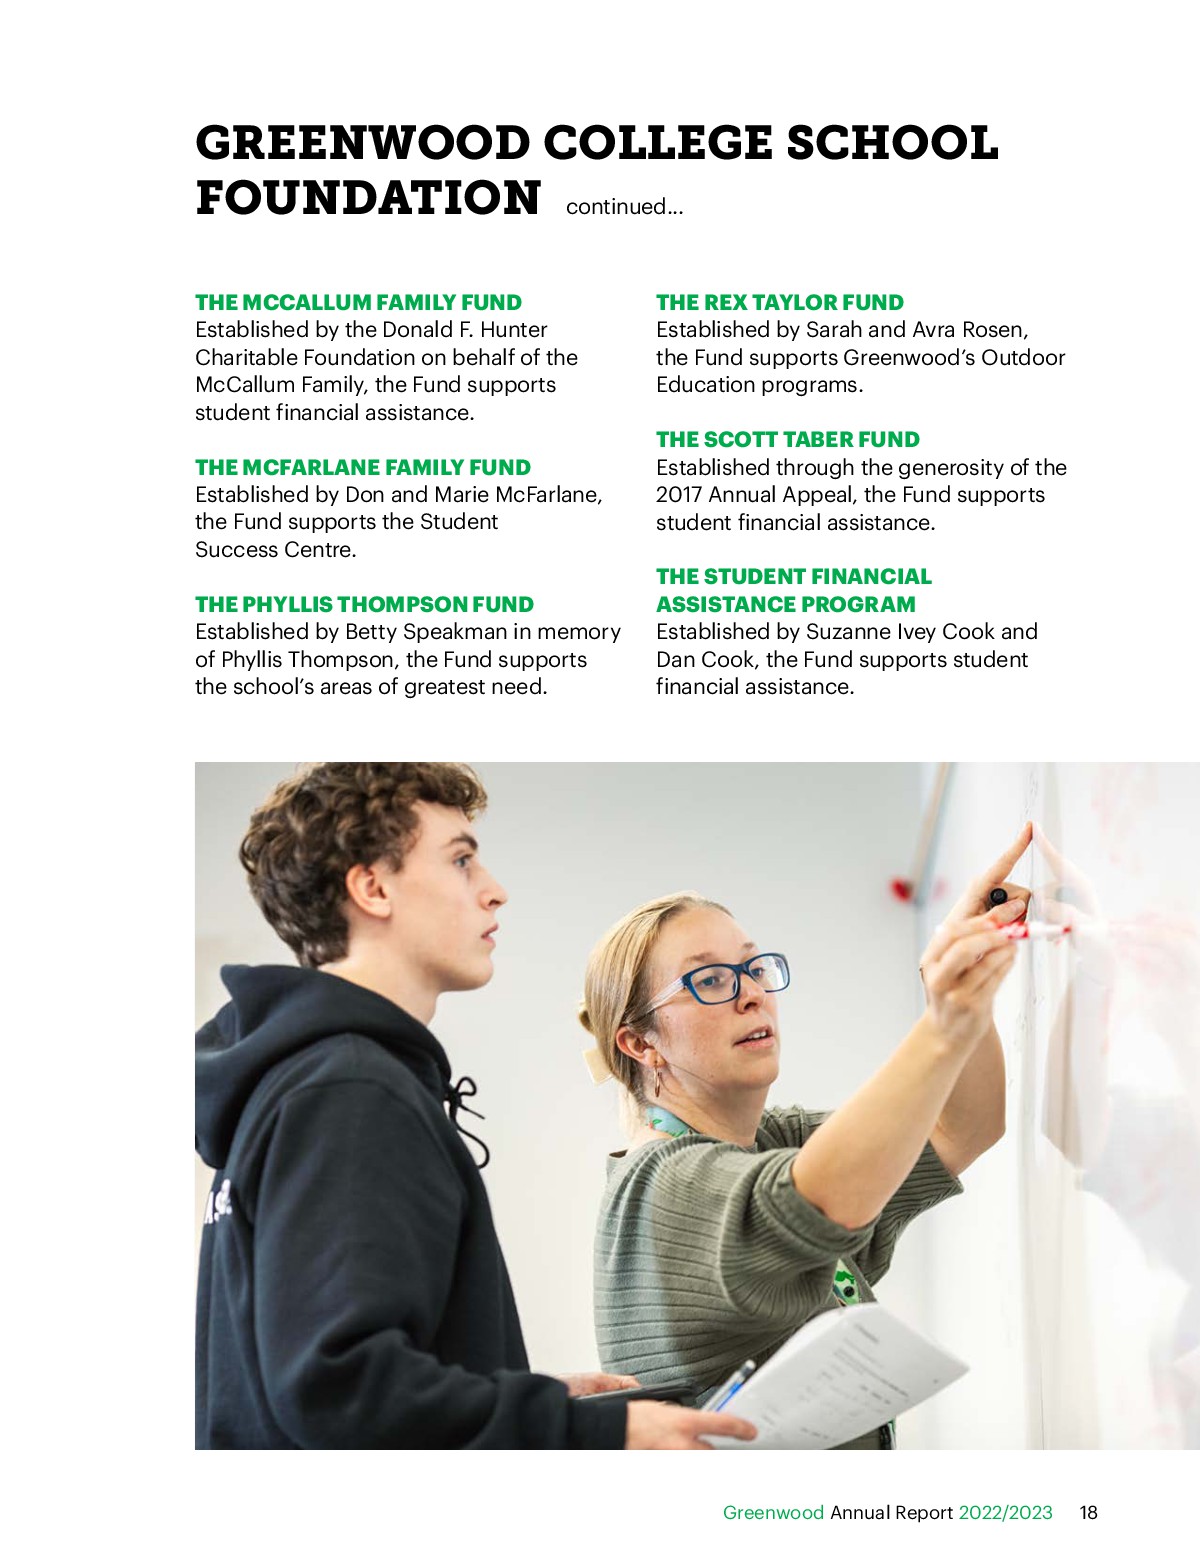 GREENWOOD COLLEGE SCHOOL
FOUNDATION continued...
THE MCCALLUM FAMILY FUND
Established by the Donald F. Hunter
Charitable Foundation on behalf of the
McCallum Family, the Fund supports
student financial assistance.
THE MCFARLANE FAMILY FUND
Established by Don and Marie McFarlane,
the Fund supports the Student
Success Centre.
THE PHYLLIS THOMPSON FUND
Established by Betty Speakman in memory
of Phyllis Thompson, the Fund supports
the school’s areas of greatest need.
THE REX TAYLOR FUND
Established by Sarah and Avra Rosen,
the Fund supports Greenwood’s Outdoor
Education programs.
THE SCOTT TABER FUND
Established through the generosity of the
2017 Annual Appeal, the Fund supports
student financial assistance.
THE STUDENT FINANCIAL
ASSISTANCE PROGRAM
Established by Suzanne Ivey Cook and
Dan Cook, the Fund supports student
financial assistance.
Greenwood Annual Report 2022/2023 18